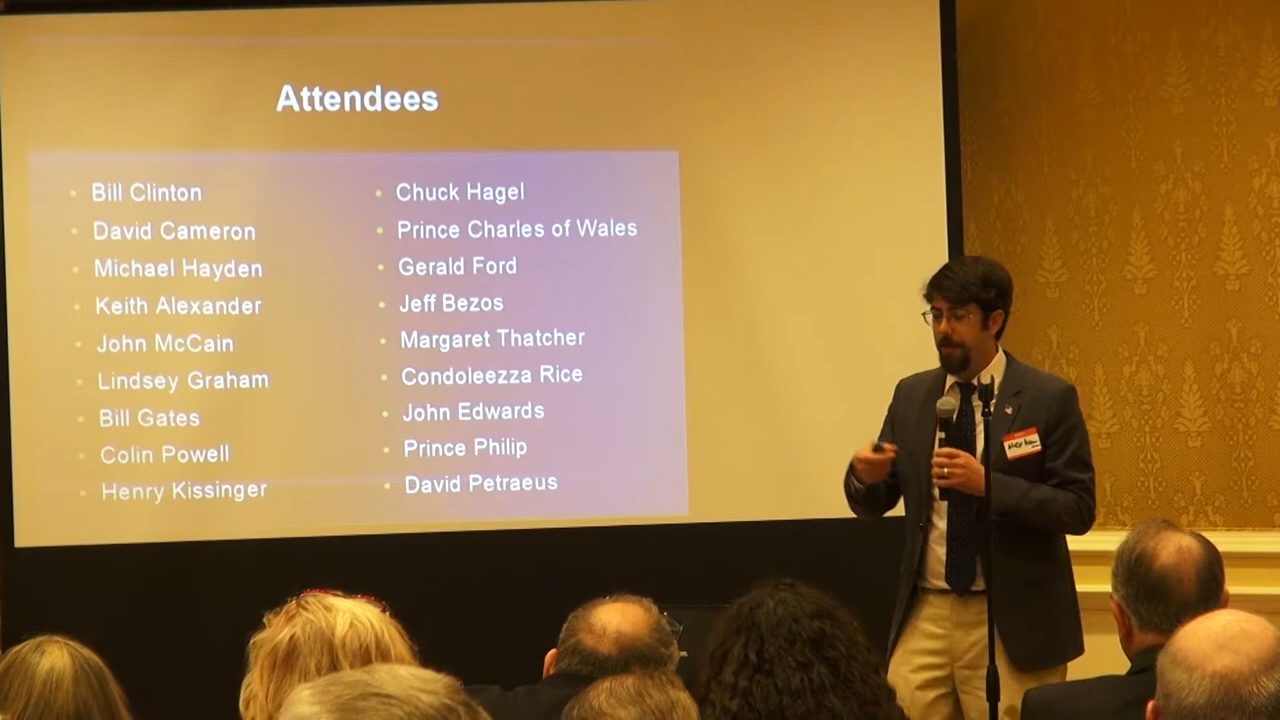 Attendees
• Bill Clinton
• David Cameron
• Michael Hayden
• Keith Alexander
• John McCain
• Lindsey Graham
• Bill Gates
• Colin Powell
• Henry Kissinger
• Chuck Hagel
• Prince Charles of Wales
• Gerald Ford
• Jeff Bezos
• Margaret Thatcher
• Condoleezza Rice
• John Edwards
• Prince Philip
• David Petraeus